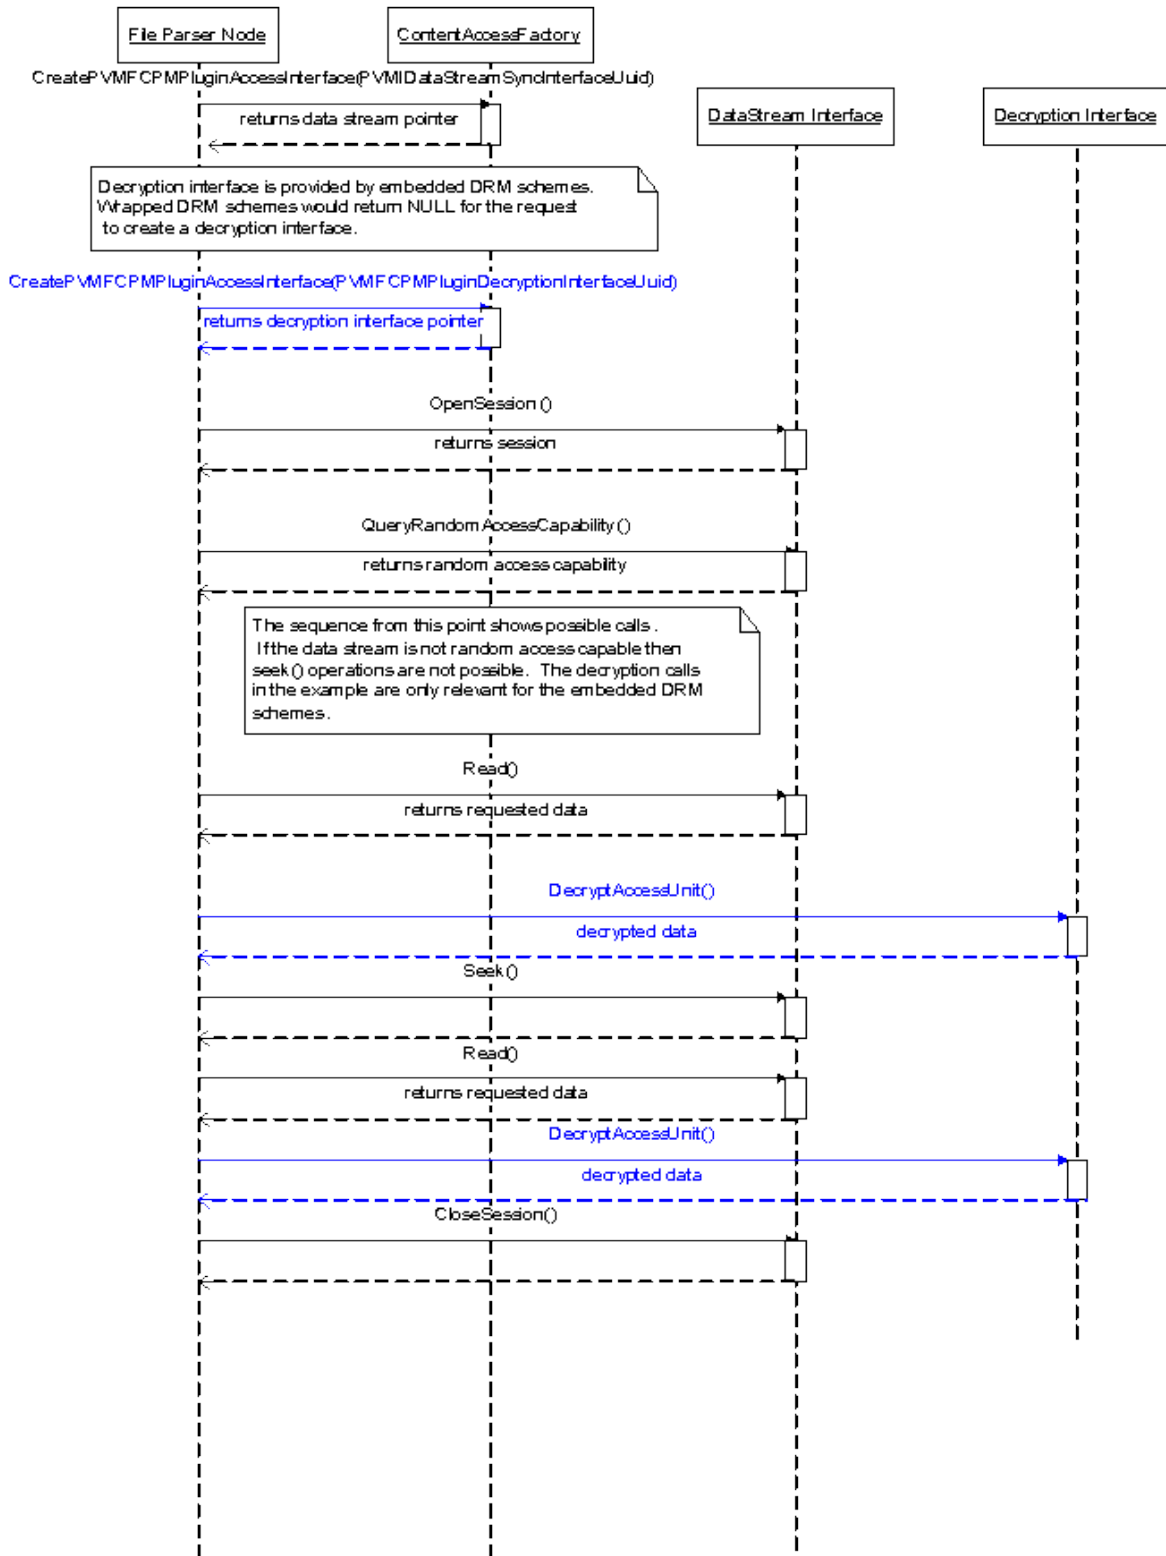 File Parser Node
ContentAccessFactory
CreatePVMFCPMPluginAccessInterface(PVMIDataStreamSyncInterfaceUuid)
returns data stream pointer
DataStream Interface
Decryption Interface
Decryption interface is provided by embedded DRM schemes.
Wrapped DRM schemes would return NULL for the request
to create a decryption interface.
CreatePVMFCPMPluginAccessInterface(PVMFCPMPluginDecryptionInterfaceUuid)
returns decryption interface pointer
OpenSession()
returns session
QueryRandomAccessCapability()
returns random access capability
The sequence from this point shows possible calls.
If the data stream is not random access capable then
seek() operations are not possible. The decryption calls
in the example are only relevant for the embedded DRM
schemes.
Read()
returns requested data
DecryptAccessUnit()
decrypted data
Seek()
Read()
returns requested data
DecryptAccessUnit()
decrypted data
CloseSession()